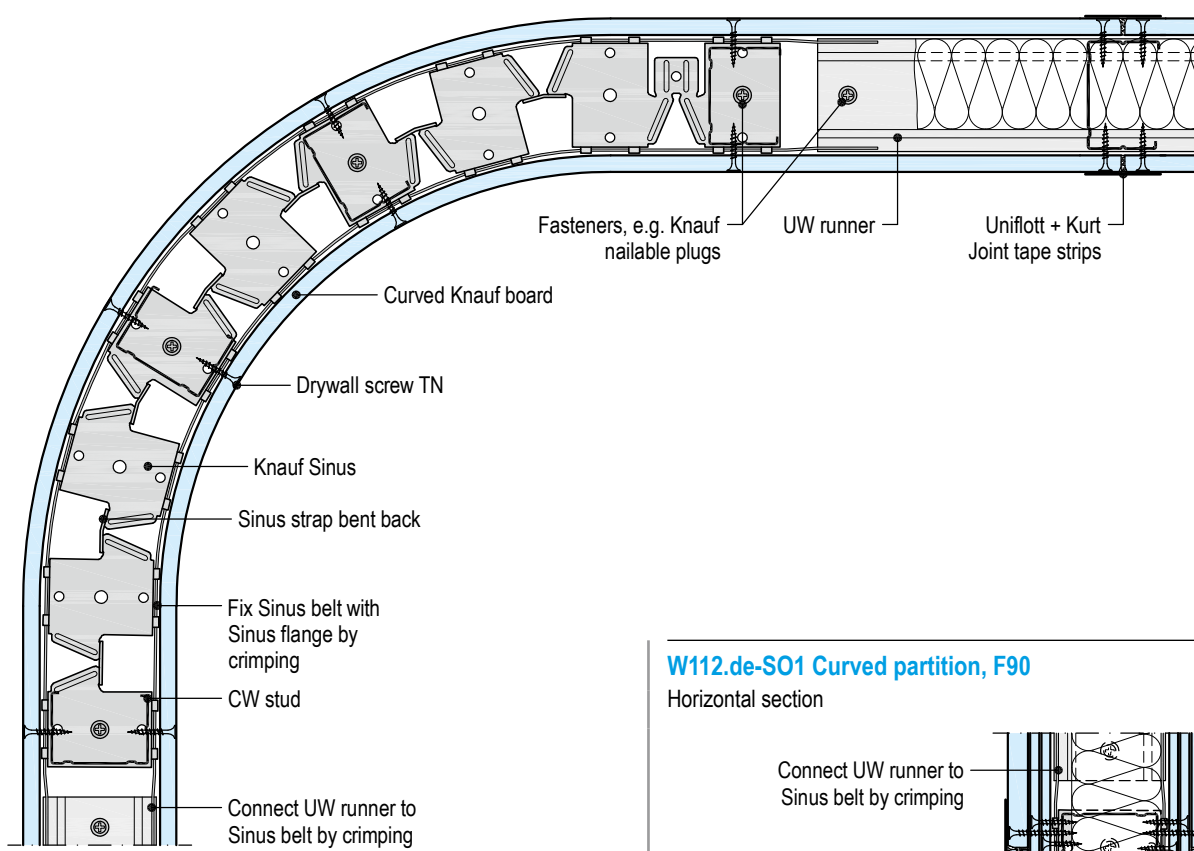 Fasteners, e.g. Knauf
nailable plugs
UW runner
Uniflott + Kurt
Joint tape strips
Curved Knauf board
Drywall screw TN
Knauf Sinus
Sinus strap bent back
Fix Sinus belt with
Sinus flange by
crimping
CW stud
Connect UW runner to
Sinus belt by crimping
W112.de-SO1 Curved partition, F90
Horizontal section
Connect UW runner to
Sinus belt by crimping